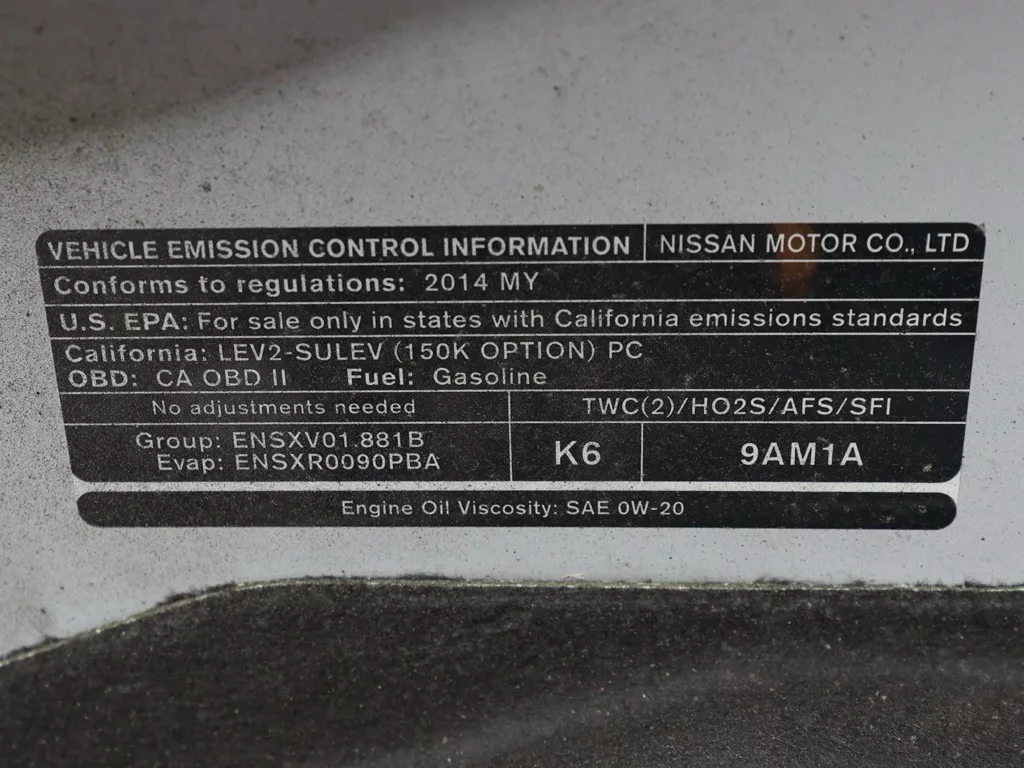 VEHICLE EMISSION CONTROL INFORMATION NISSAN MOTOR CO., LTD
Conforms to regulations: 2014 MY
U.S. EPA: For sale only in states with California emissions standards
California: LEV2-SULEV (150K OPTION) PC
OBD: CA OBD II Fuel: Gasoline
No adjustments needed TWC(2)/HO2S/AFS/SFI
Group: ENSXV01.881B
Evap: ENSXR0090PBA
K6 9AM1A
Engine Oil Viscosity: SAE 0W-20